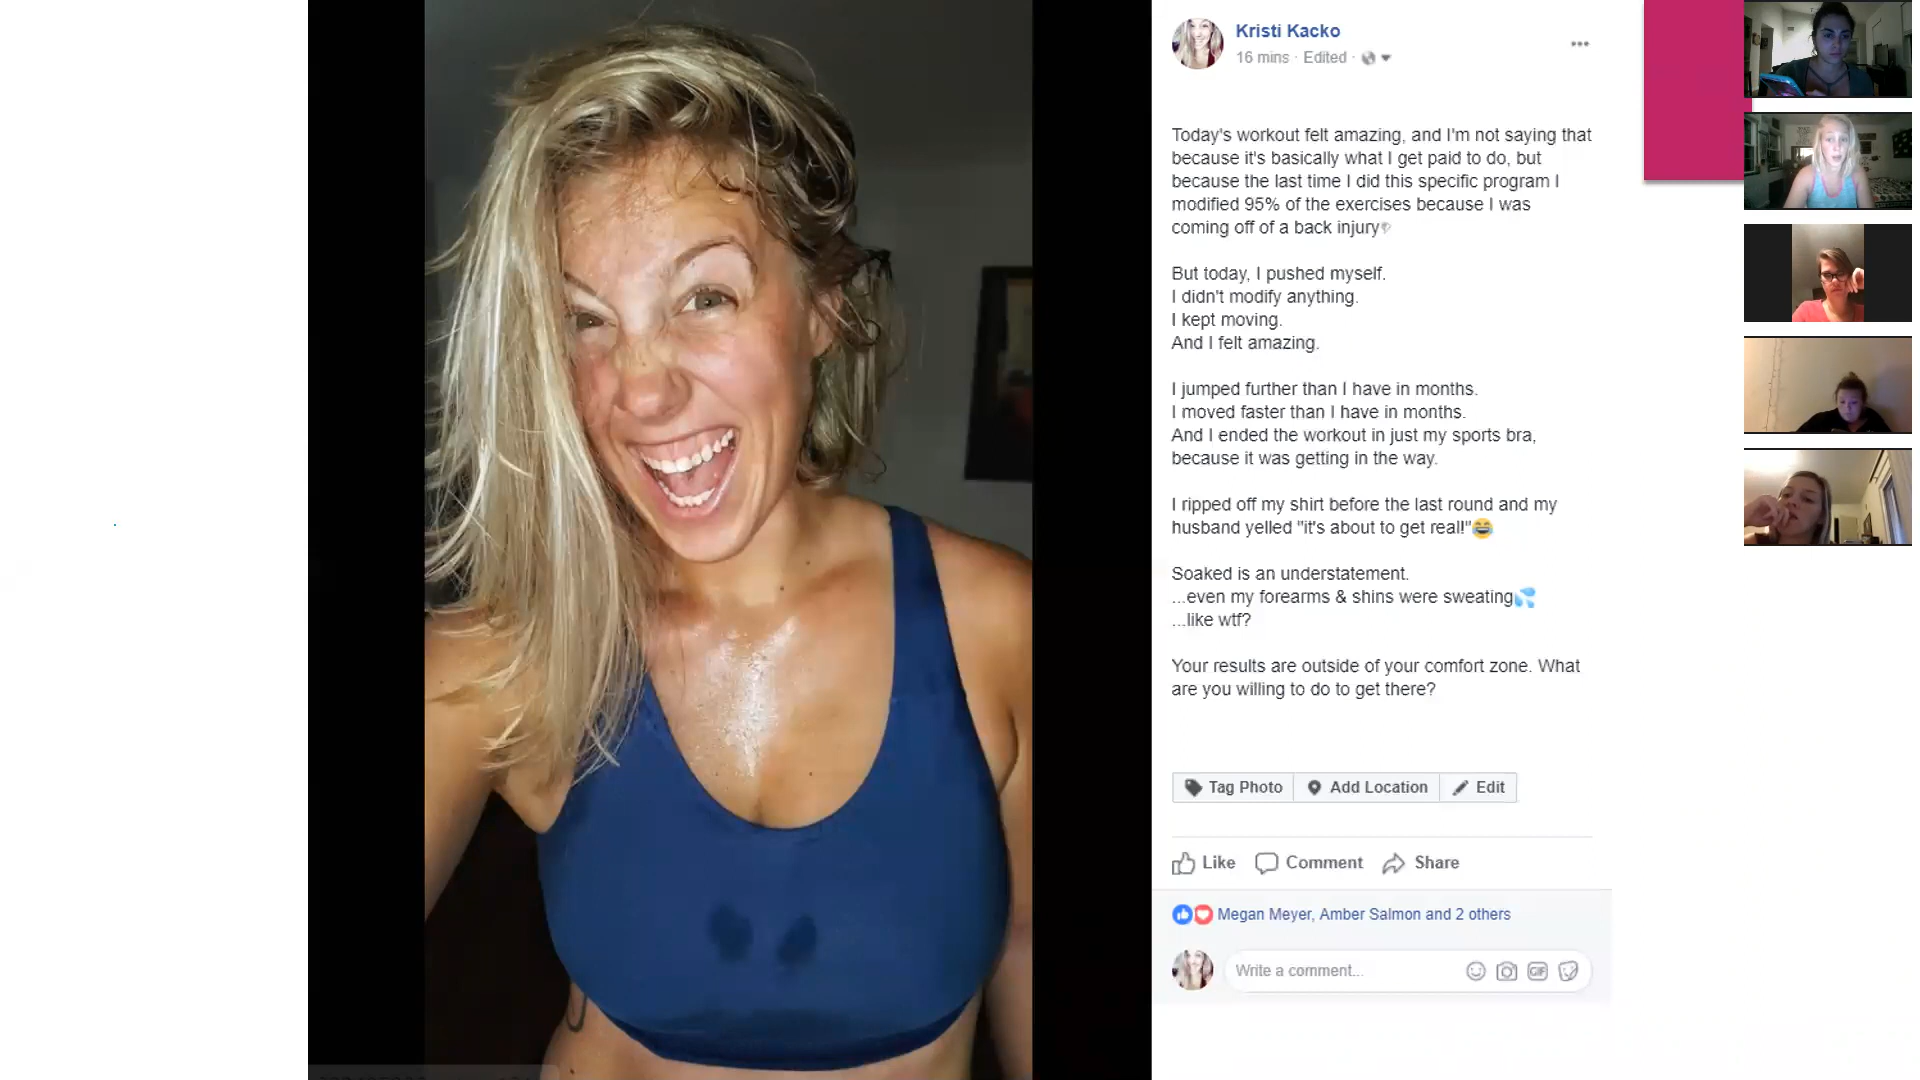 Kristi Kacko
16 mins · Edited ·
Today's workout felt amazing, and I'm not saying that
because it's basically what I get paid to do, but
because the last time I did this specific program I
modified 95% of the exercises because I was
coming off of a back injury
But today, I pushed myself.
I didn't modify anything.
I kept moving.
And I felt amazing.
I jumped further than I have in months.
I moved faster than I have in months.
And I ended the workout in just my sports bra,
because it was getting in the way.
I ripped off my shirt before the last round and my
husband yelled "it's about to get real!"😂
Soaked is an understatement.
...even my forearms & shins were sweating💦
...like wtf?
Your results are outside of your comfort zone. What
are you willing to do to get there?
Tag Photo Add Location Edit
Like Comment Share
Megan Meyer, Amber Salmon and 2 others
Write a comment... GIF